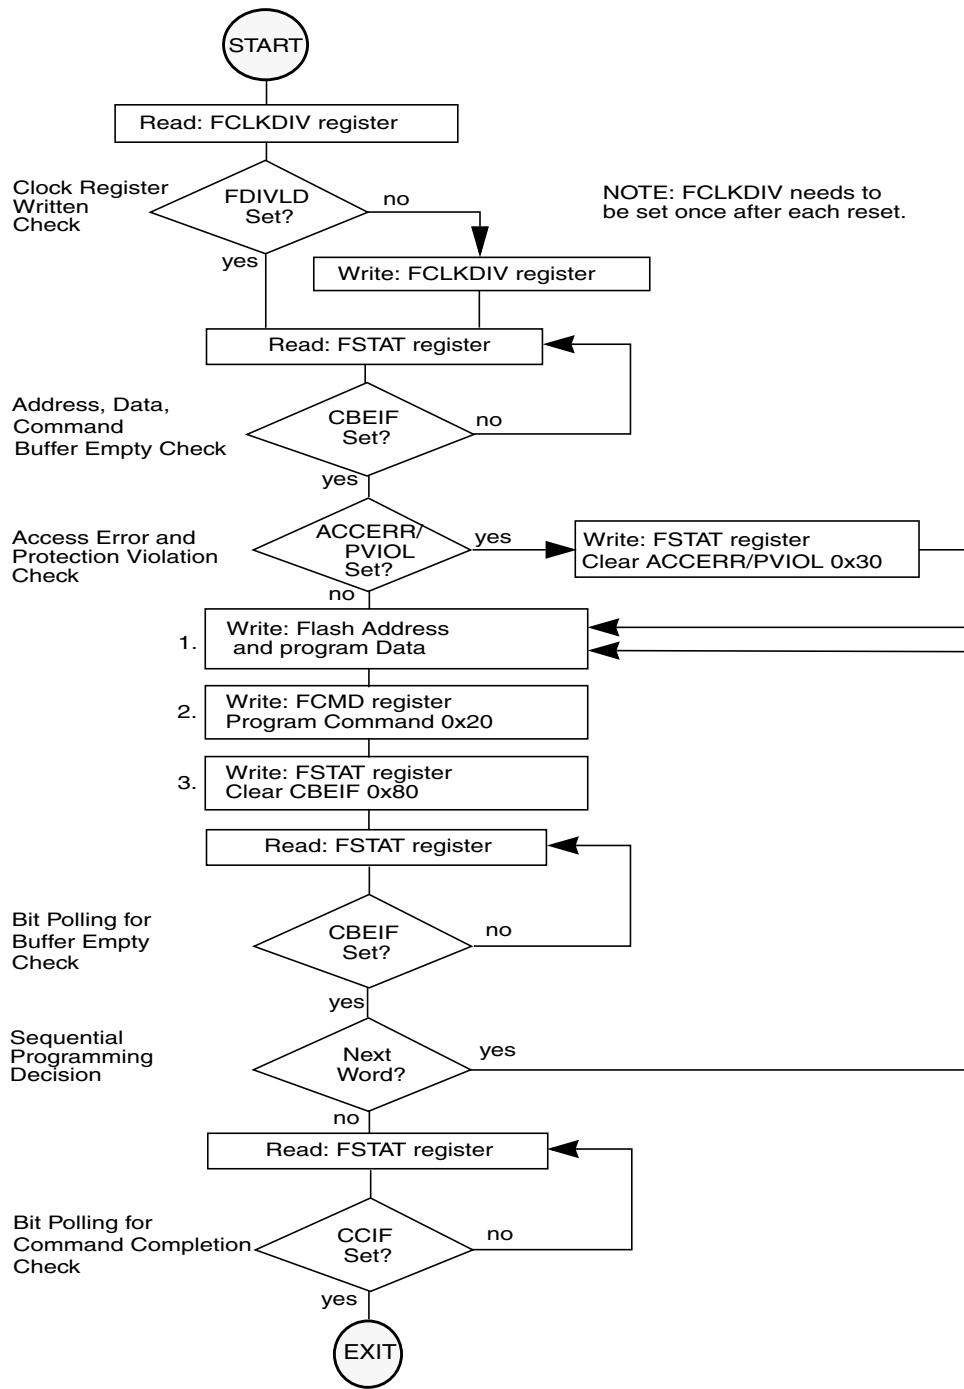 START
Read: FCLKDIV register
Clock Register
Written
Check
FDIVLD
Set?
no
yes
NOTE: FCLKDIV needs to
be set once after each reset.
Write: FCLKDIV register
Read: FSTAT register
Address, Data,
Command
Buffer Empty Check
CBEIF
Set?
no
yes
Access Error and
Protection Violation
Check
ACCERR/
PVIOL
Set?
yes
no
Write: FSTAT register
Clear ACCERR/PVIOL 0x30
1.
Write: Flash Address
and program Data
2.
Write: FCMD register
Program Command 0x20
3.
Write: FSTAT register
Clear CBEIF 0x80
Read: FSTAT register
Bit Polling for
Buffer Empty
Check
CBEIF
Set?
no
yes
Sequential
Programming
Decision
Next
Word?
yes
no
Read: FSTAT register
Bit Polling for
Command Completion
Check
CCIF
Set?
no
yes
EXIT